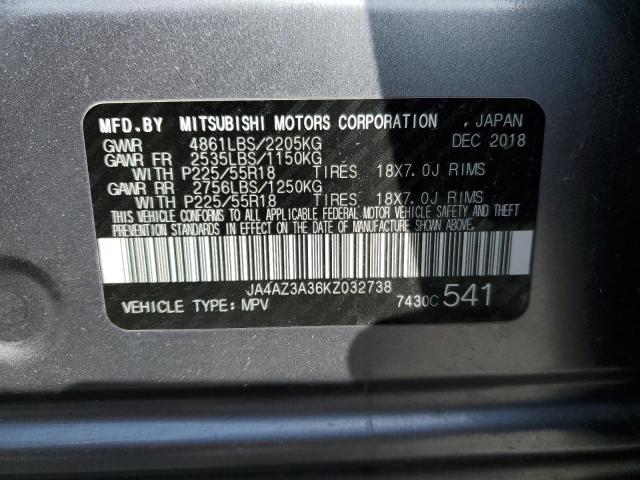 MFD.BY MITSUBISHI MOTORS CORPORATION , JAPAN
GVWR 4861LBS/2205KG DEC 2018
GAWR FR 2535LBS/1150KG
WITH P225/55R18 TIRES 18X7.0J RIMS
GAWR RR 2756LBS/1250KG
WITH P225/55R18 TIRES 18X7.0J RIMS
THIS VEHICLE CONFORMS TO ALL APPLICABLE FEDERAL MOTOR VEHICLE SAFETY AND THEFT
PREVENTION STANDARDS IN EFFECT ON THE DATE OF MANUFACTURE SHOWN ABOVE.
JA4AZ3A36KZ032738
VEHICLE TYPE: MPV 7430C 541